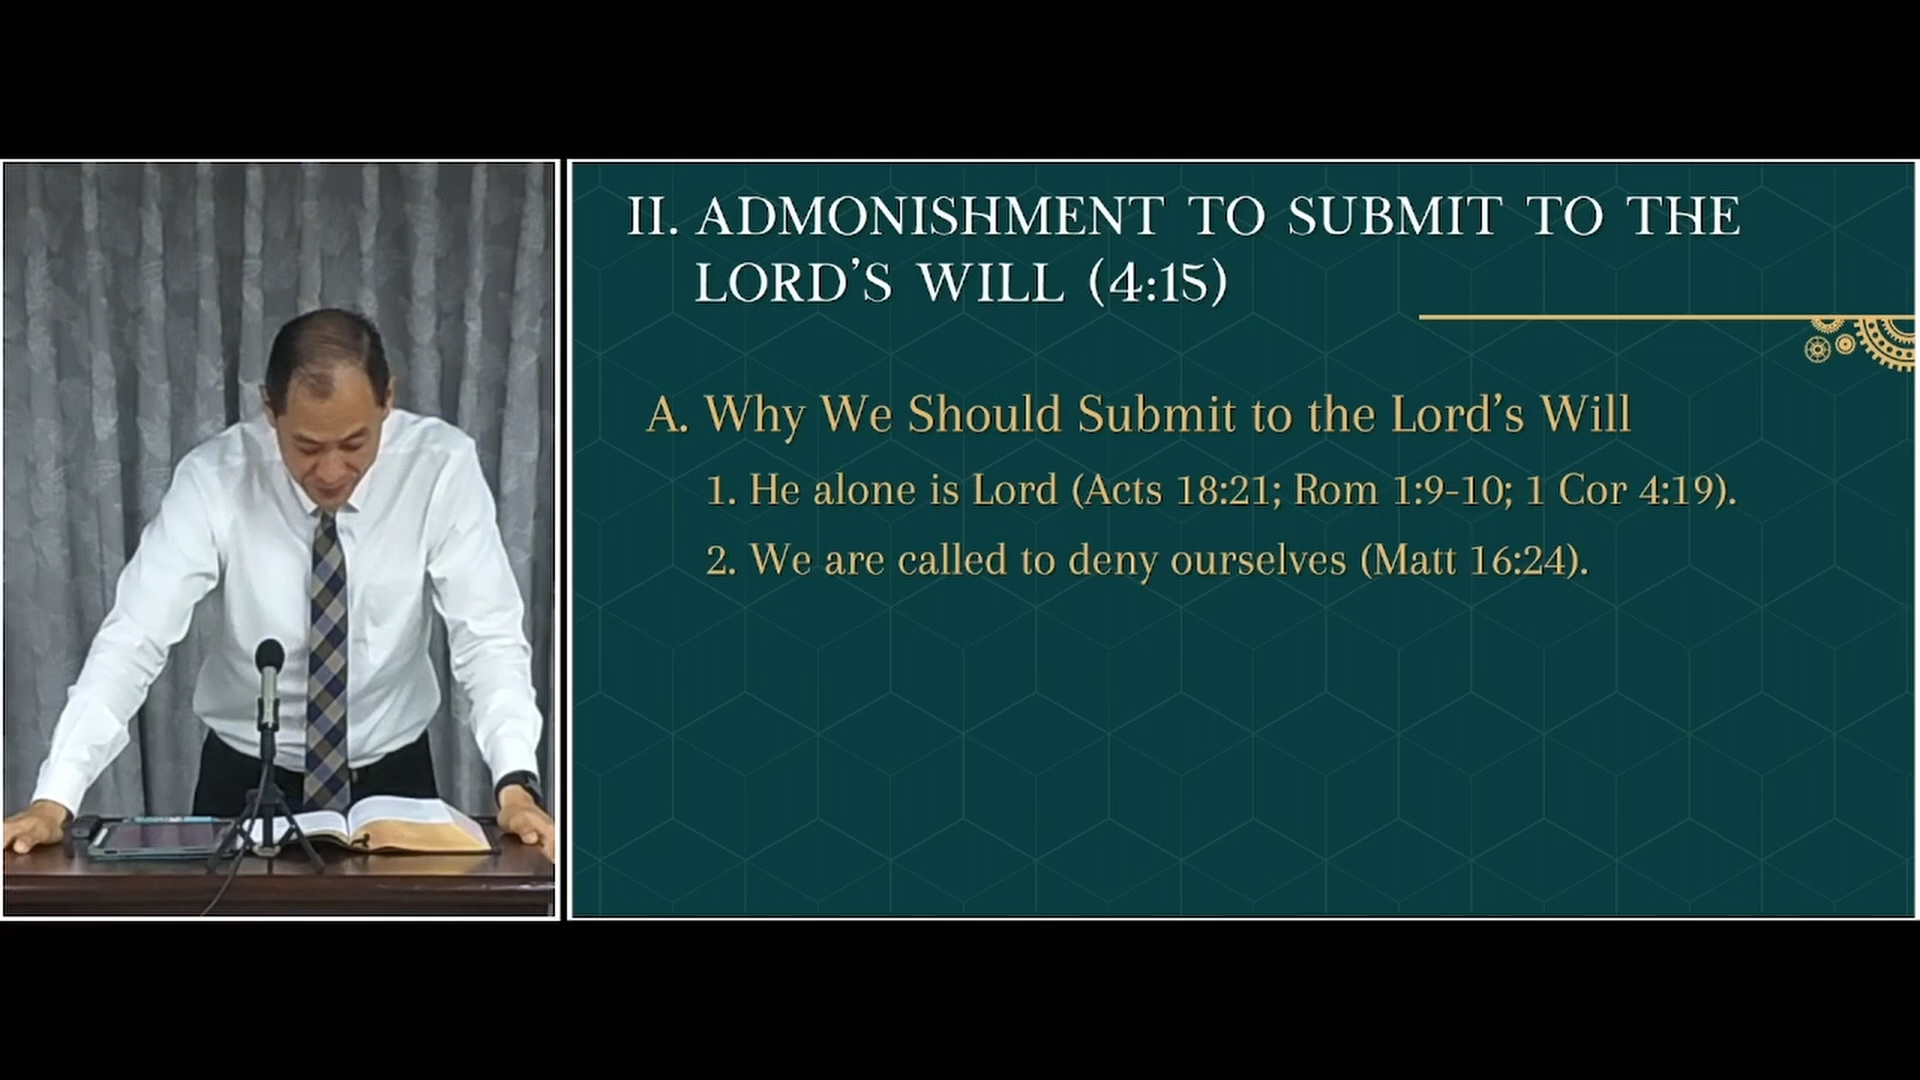 II. ADMONISHMENT TO SUBMIT TO THE
LORD’S WILL (4:15)
A. Why We Should Submit to the Lord’s Will
1. He alone is Lord (Acts 18:21; Rom 1:9-10; 1 Cor 4:19).
2. We are called to deny ourselves (Matt 16:24).